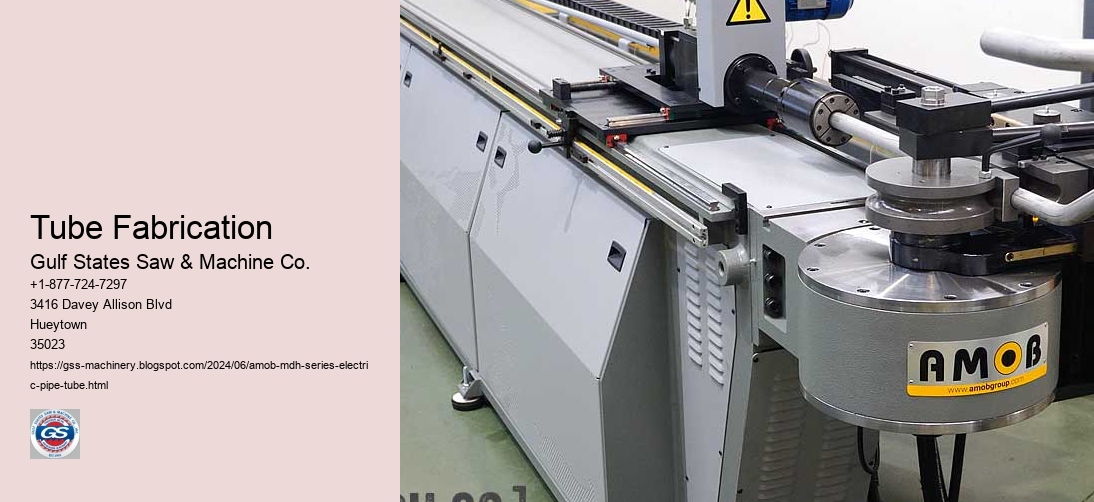 Tube Fabrication
Gulf States Saw & Machine Co.
+1-877-724-7297
3416 Davey Allison Blvd
Hueytown
35023
https://gss-machinery.blogspot.com/2024/06/amob-mdh-series-electri
c-pipe-tube.html
GS
AMOB
www.amobgroup.com